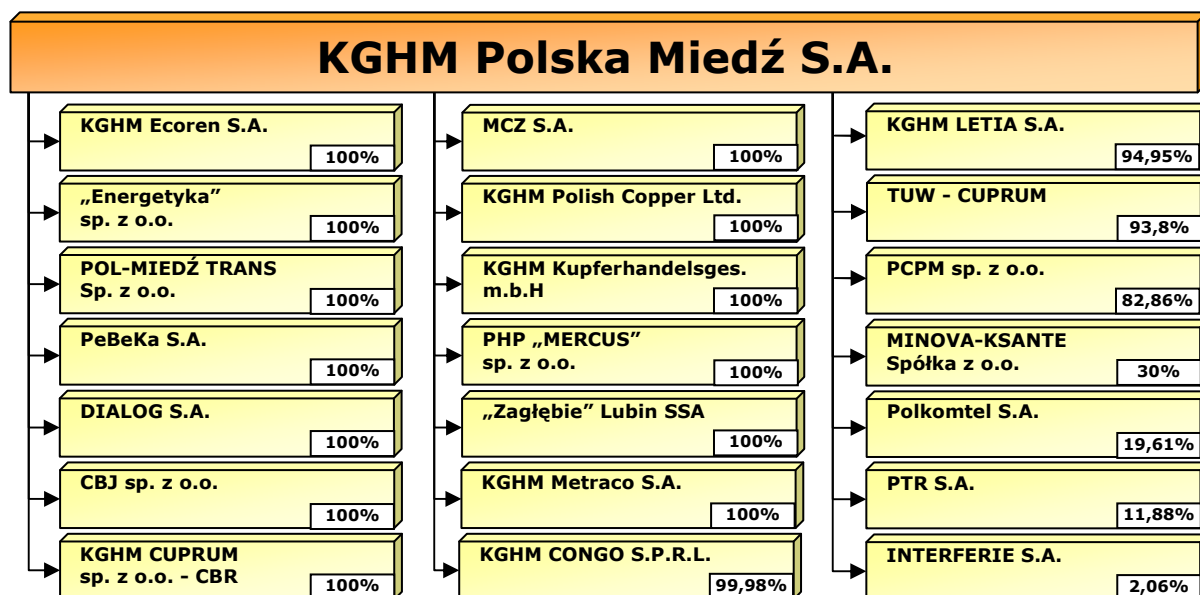 KGHM Polska Miedź S.A.
KGHM Ecoren S.A.
100%
„Energetyka”
sp. z o.o.
100%
POL-MIEDŹ TRANS
Sp. z o.o.
100%
PeBeKa S.A.
100%
DIALOG S.A.
100%
CBJ sp. z o.o.
100%
KGHM CUPRUM
sp. z o.o. - CBR
100%
MCZ S.A.
100%
KGHM Polish Copper Ltd.
100%
KGHM Kupferhandelsges.
m.b.H
100%
PHP „MERCUS”
sp. z o.o.
100%
„Zagłębie” Lubin SSA
100%
KGHM Metraco S.A.
100%
KGHM CONGO S.P.R.L.
99,98%
KGHM LETIA S.A.
94,95%
TUW - CUPRUM
93,8%
PCPM sp. z o.o.
82,86%
MINOVA-KSANTE
Spółka z o.o.
30%
Polkomtel S.A.
19,61%
PTR S.A.
11,88%
INTERFERIE S.A.
2,06%